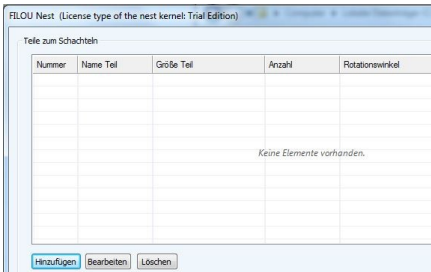 FILOU Nest (License type of the nest kernel: Trial Edition)
Teile zum Schachteln
Nummer Name Teil Größe Teil Anzahl Rotationswinkel
Keine Elemente vorhanden.
Hinzufügen Bearbeiten Löschen